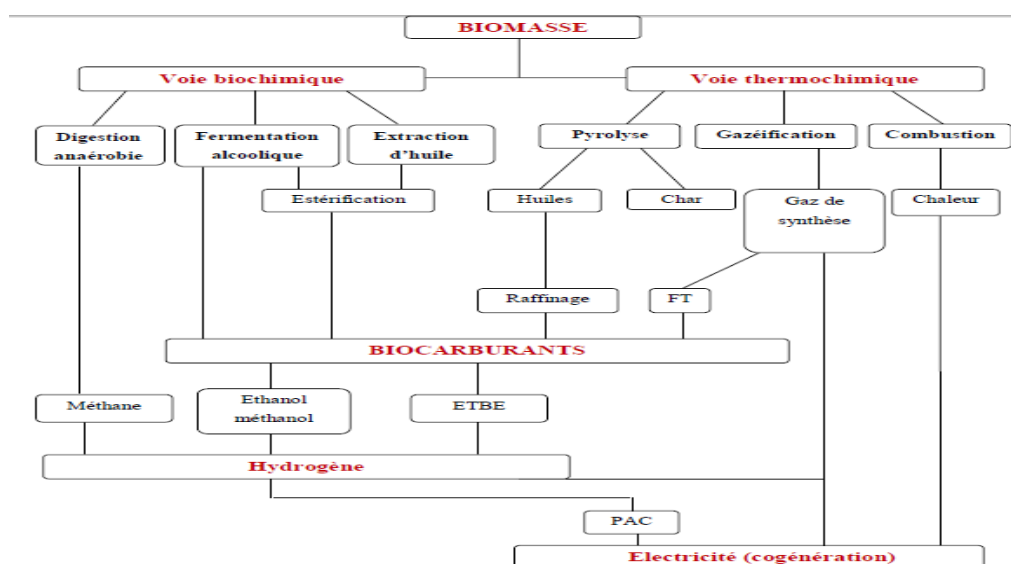 BIOMASSE
Voie biochimique
Voie thermochimique
Digestion
anaérobie
Fermentation
alcoolique
Extraction
d’huile
Pyrolyse
Gazéification
Combustion
Estérification
Huiles
Char
Gaz de
synthèse
Chaleur
Raffinage
FT
BIOCARBURANTS
Méthane
Ethanol
méthanol
ETBE
Hydrogène
PAC
Electricité (cogénération)